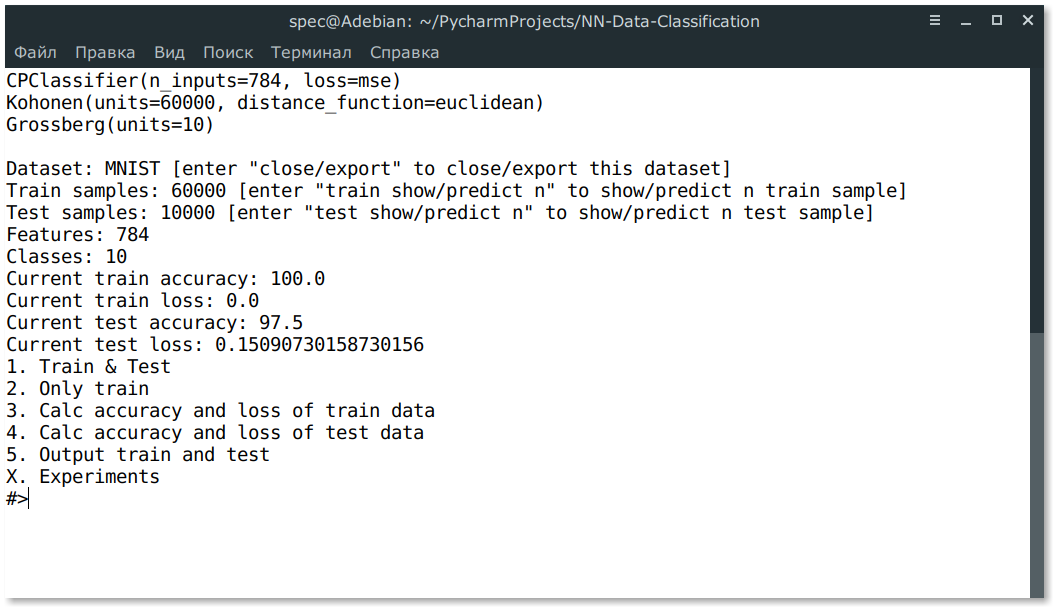 spec@Adebian: ~/PycharmProjects/NN-Data-Classification
Файл Правка Вид Поиск Терминал Справка
CPClassifier(n_inputs=784, loss=mse)
Kohonen(units=60000, distance_function=euclidean)
Grossberg(units=10)
Dataset: MNIST [enter "close/export" to close/export this dataset]
Train samples: 60000 [enter "train show/predict n" to show/predict n train sample]
Test samples: 10000 [enter "test show/predict n" to show/predict n test sample]
Features: 784
Classes: 10
Current train accuracy: 100.0
Current train loss: 0.0
Current test accuracy: 97.5
Current test loss: 0.15090730158730156
1. Train & Test
2. Only train
3. Calc accuracy and loss of train data
4. Calc accuracy and loss of test data
5. Output train and test
X. Experiments
#>